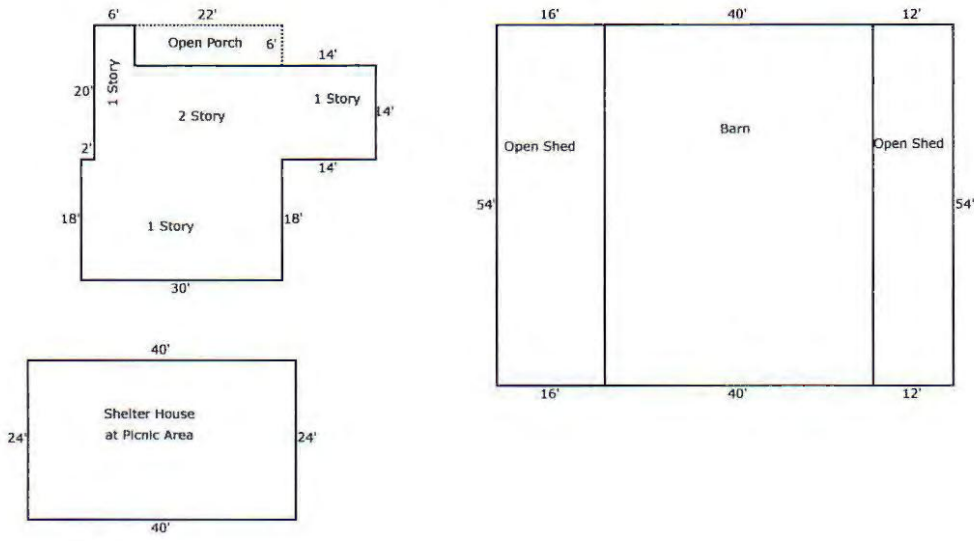 6'
22'
Open Porch
6'
14'
20'
1 Story
2 Story
1 Story
14'
2'
14'
18'
1 Story
18'
30'
40'
24'
Shelter House
at Picnic Area
24'
40'
16'
40'
12'
Open Shed
Barn
Open Shed
54'
54'
16'
40'
12'